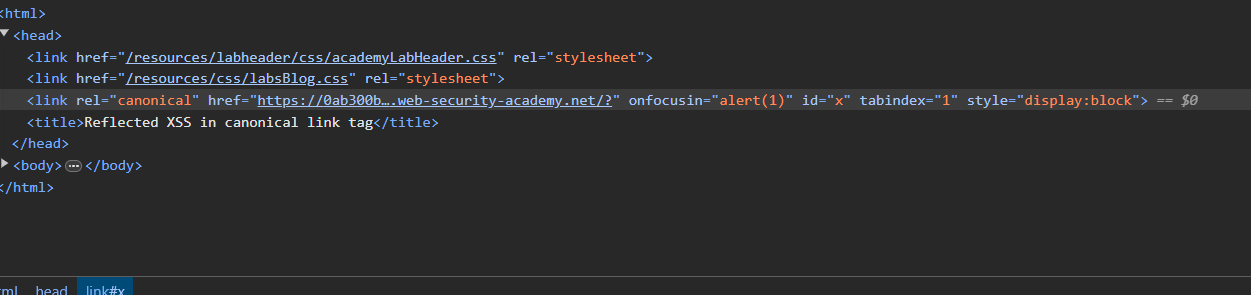 <html>
<head>
<link href="/resources/labheader/css/academyLabHeader.css" rel="stylesheet">
<link href="/resources/css/labsBlog.css" rel="stylesheet">
<link rel="canonical" href="https://0ab300b….web-security-academy.net/?" onfocusin="alert(1)" id="x" tabindex="1" style="display:block"> == $0
<title>Reflected XSS in canonical link tag</title>
</head>
<body>…</body>
</html>
tml head link#x